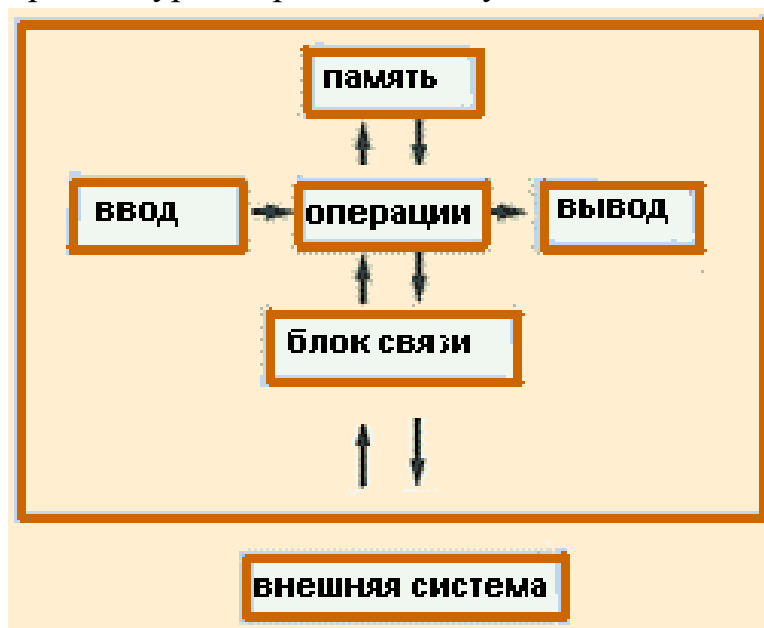 память
ввод
операции
вывод
блок связи
внешняя система